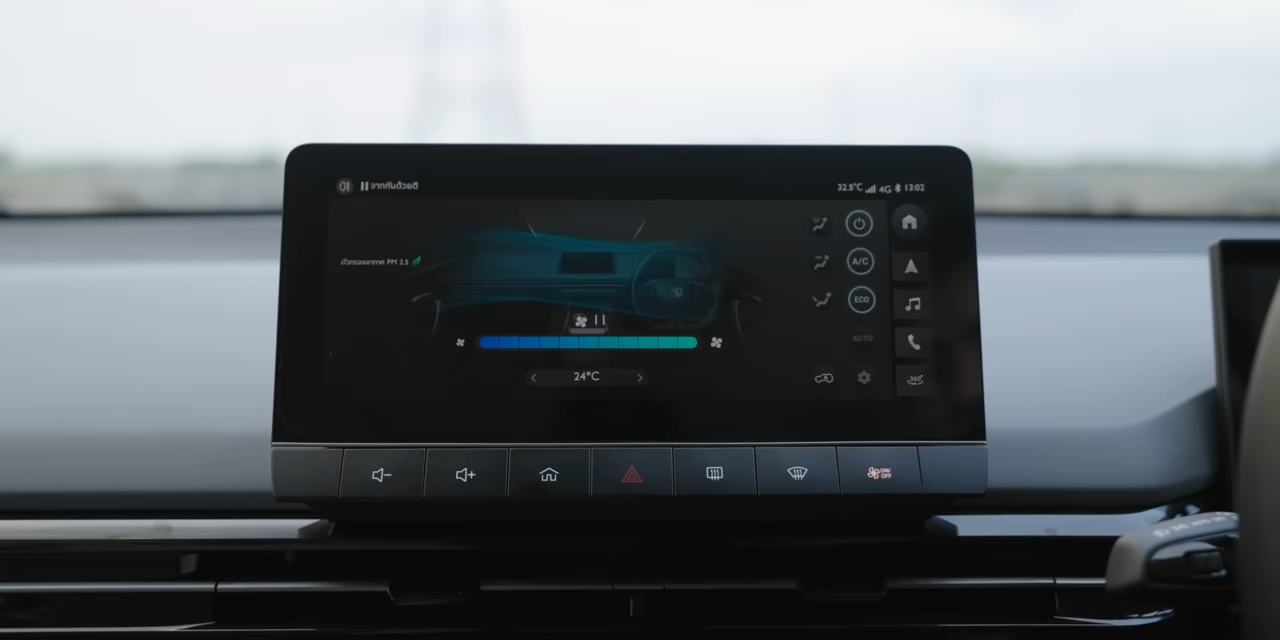 จากกันด้วยดี
32.5°C 4G 13:02
ตัวกรองอากาศ PM 2.5
A/C
ECO
AUTO
24°C
A
360°
ON/
OFF